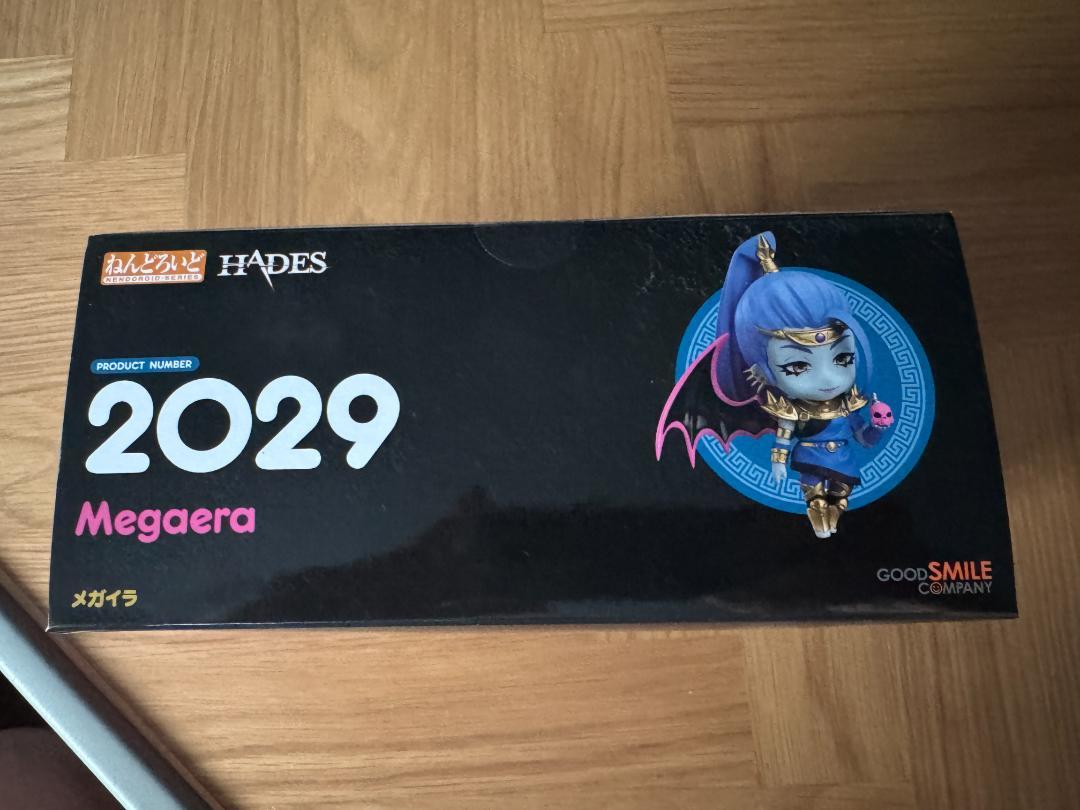 ねんどろいど
NENDOROID-SERIES
HADES
PRODUCT NUMBER
2029
Megaera
メガイラ
GOOD SMILE
COMPANY